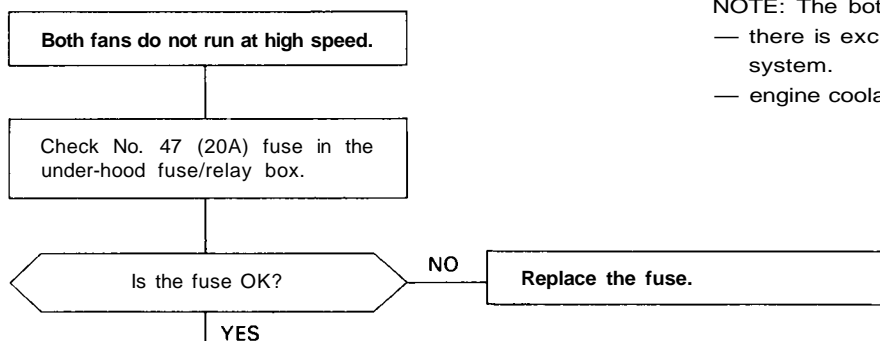 NOTE: The bot
— there is exc
system.
— engine coola
Both fans do not run at high speed.
Check No. 47 (20A) fuse in the
under-hood fuse/relay box.
Is the fuse OK?
NO
Replace the fuse.
YES